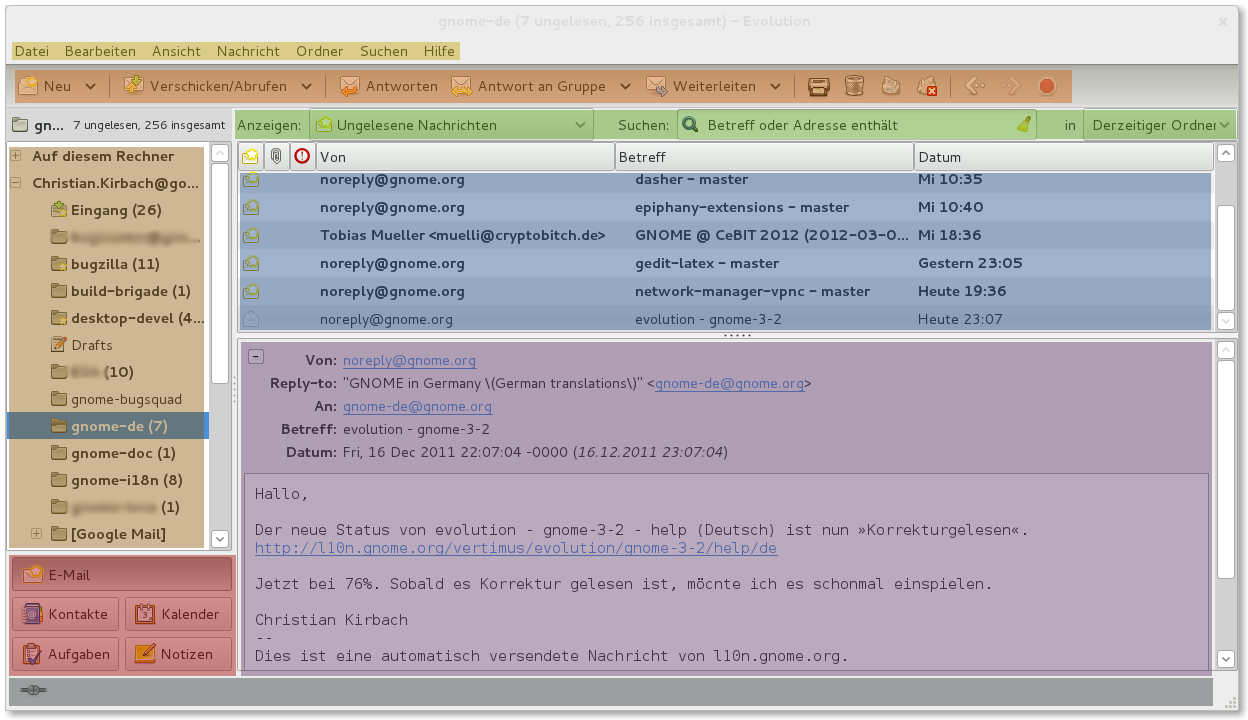 gnome-de (7 ungelesen, 256 insgesamt) - Evolution
Datei Bearbeiten Ansicht Nachricht Ordner Suchen Hilfe
Neu Verschicken/Abrufen Antworten Antwort an Gruppe Weiterleiten
gn... 7 ungelesen, 256 insgesamt
Anzeigen: Ungelesene Nachrichten Suchen: Betreff oder Adresse enthält in Derzeitiger Ordner
Auf diesem Rechner
Christian.Kirbach@go...
Eingang (26)
bugzilla (11)
build-brigade (1)
desktop-devel (4...
Drafts
(10)
gnome-bugsquad
gnome-de (7)
gnome-doc (1)
gnome-i18n (8)
(1)
[Google Mail]
E-Mail
Kontakte Kalender
Aufgaben Notizen
Von Betreff Datum
noreply@gnome.org dasher - master Mi 10:35
noreply@gnome.org epiphany-extensions - master Mi 10:40
Tobias Mueller <muelli@cryptobitch.de> GNOME @ CeBIT 2012 (2012-03-0... Mi 18:36
noreply@gnome.org gedit-latex - master Gestern 23:05
noreply@gnome.org network-manager-vpnc - master Heute 19:36
noreply@gnome.org evolution - gnome-3-2 Heute 23:07
Von: noreply@gnome.org
Reply-to: "GNOME in Germany \(German translations\)" <gnome-de@gnome.org>
An: gnome-de@gnome.org
Betreff: evolution - gnome-3-2
Datum: Fri, 16 Dec 2011 22:07:04 -0000 (16.12.2011 23:07:04)
Hallo,
Der neue Status von evolution - gnome-3-2 - help (Deutsch) ist nun »Korrekturgelesen«.
http://l10n.gnome.org/vertimus/evolution/gnome-3-2/help/de
Jetzt bei 76%. Sobald es Korrektur gelesen ist, möcnte ich es schonmal einspielen.
Christian Kirbach
--
Dies ist eine automatisch versendete Nachricht von l10n.gnome.org.